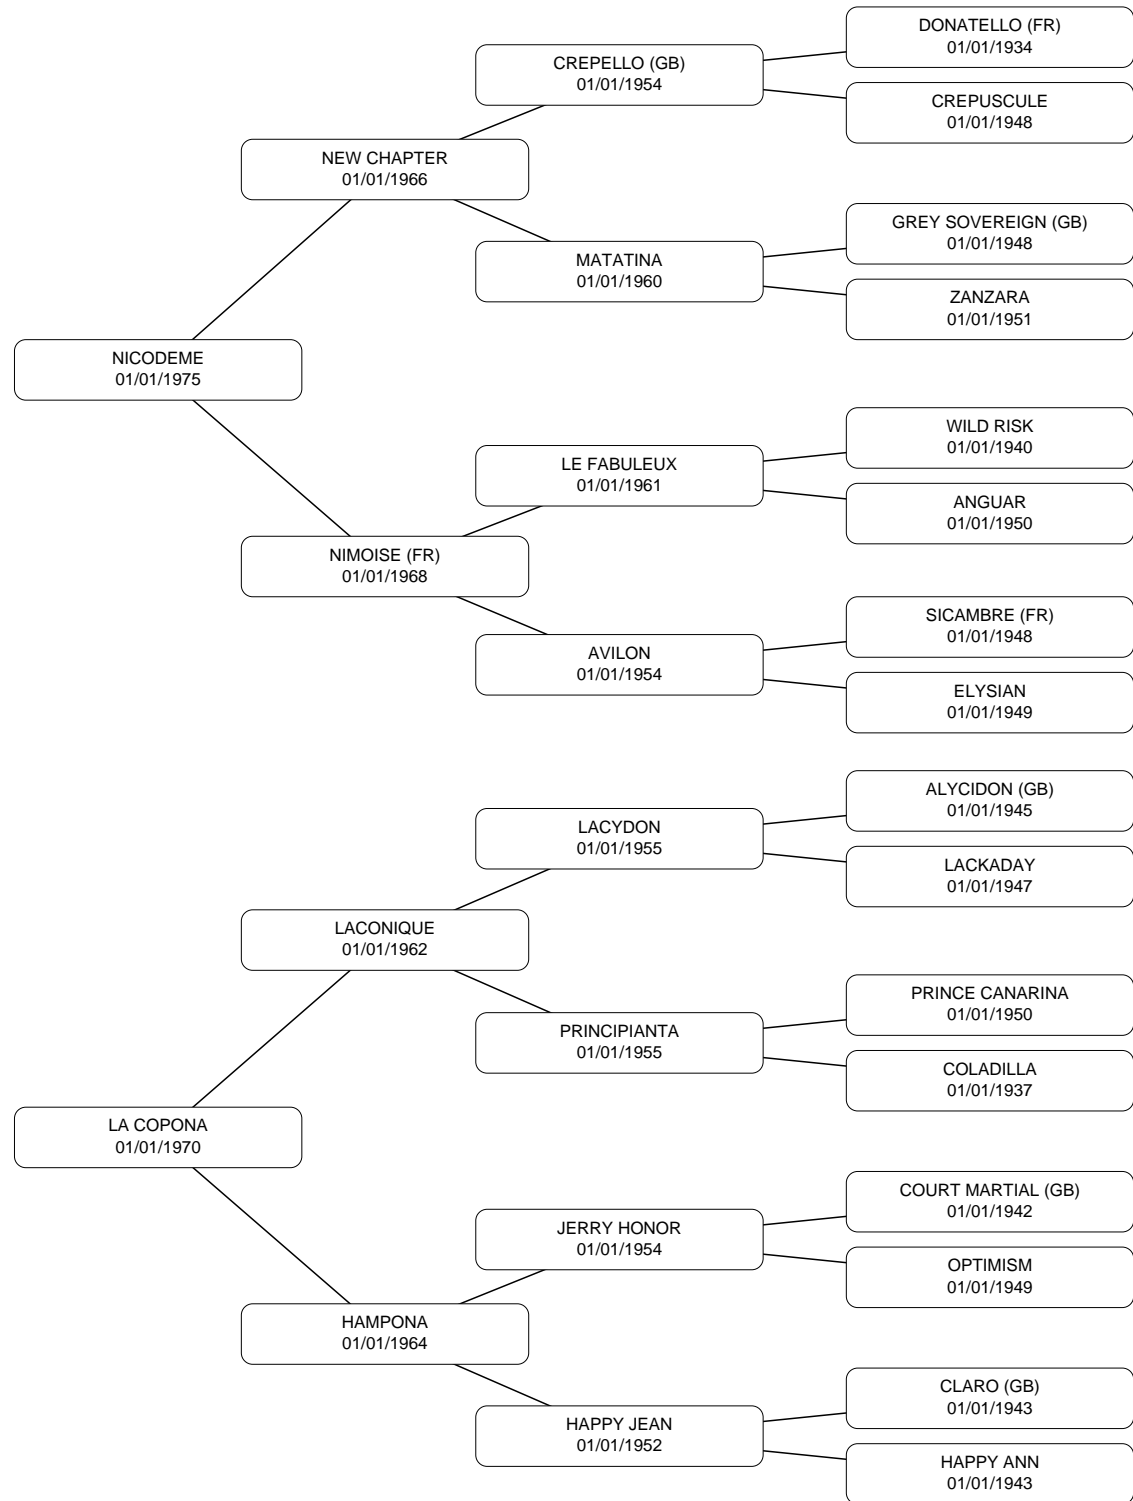 DONATELLO (FR)
01/01/1934
CREPELLO (GB)
01/01/1954
CREPUSCULE
01/01/1948
NEW CHAPTER
01/01/1966
GREY SOVEREIGN (GB)
01/01/1948
MATATINA
01/01/1960
ZANZARA
01/01/1951
NICODEME
01/01/1975
WILD RISK
01/01/1940
LE FABULEUX
01/01/1961
ANGUAR
01/01/1950
NIMOISE (FR)
01/01/1968
SICAMBRE (FR)
01/01/1948
AVILON
01/01/1954
ELYSIAN
01/01/1949
ALYCIDON (GB)
01/01/1945
LACYDON
01/01/1955
LACKADAY
01/01/1947
LACONIQUE
01/01/1962
PRINCE CANARINA
01/01/1950
PRINCIPIANTA
01/01/1955
COLADILLA
01/01/1937
LA COPONA
01/01/1970
COURT MARTIAL (GB)
01/01/1942
JERRY HONOR
01/01/1954
OPTIMISM
01/01/1949
HAMPONA
01/01/1964
CLARO (GB)
01/01/1943
HAPPY JEAN
01/01/1952
HAPPY ANN
01/01/1943